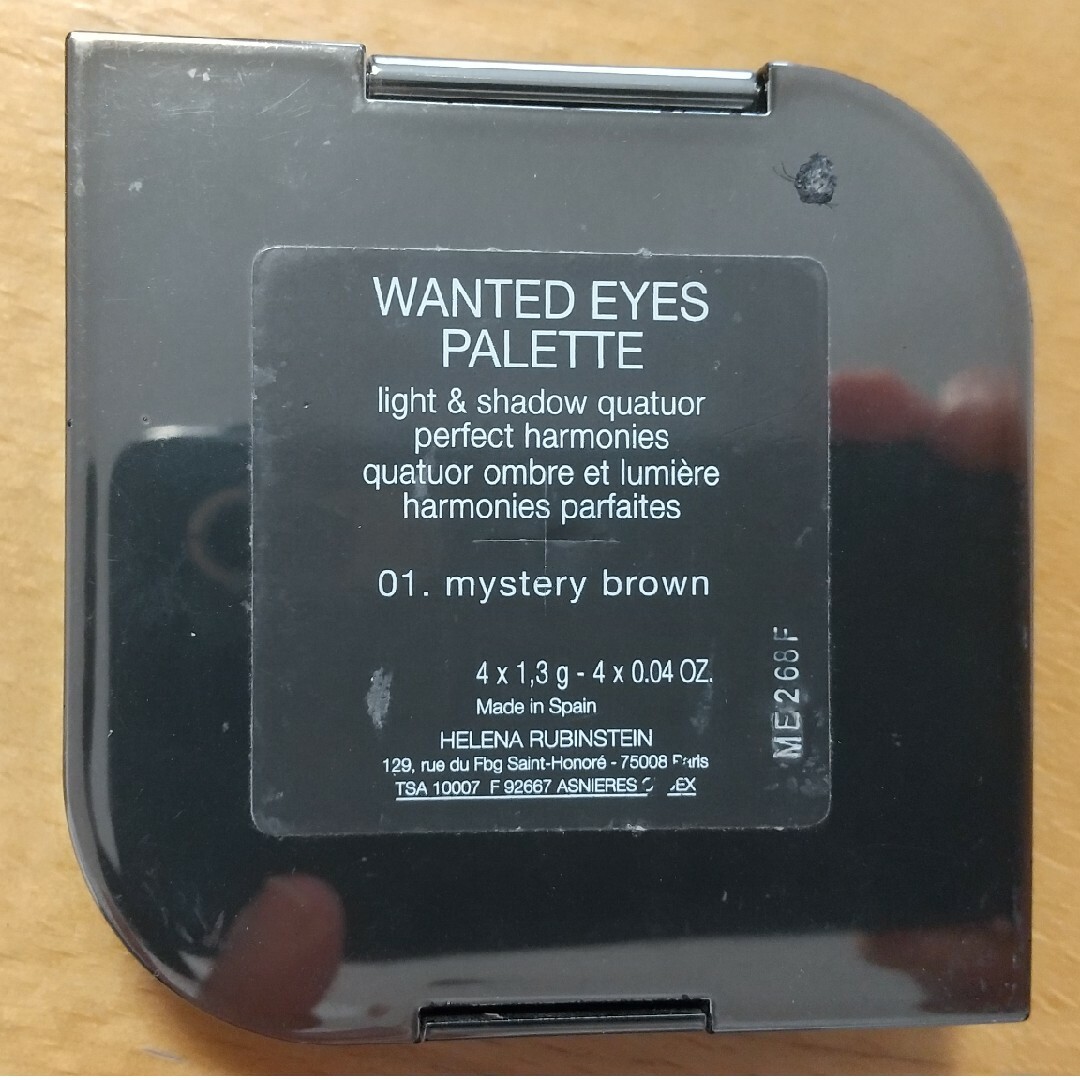 WANTED EYES
PALETTE
light & shadow quatuor
perfect harmonies
quatuor ombre et lumière
harmonies parfaites
01. mystery brown
4 x 1,3 g - 4 x 0.04 OZ.
Made in Spain
HELENA RUBINSTEIN
129, rue du Fbg Saint-Honoré - 75008 Paris
TSA 10007 F 92667 ASNIERES
ME268F